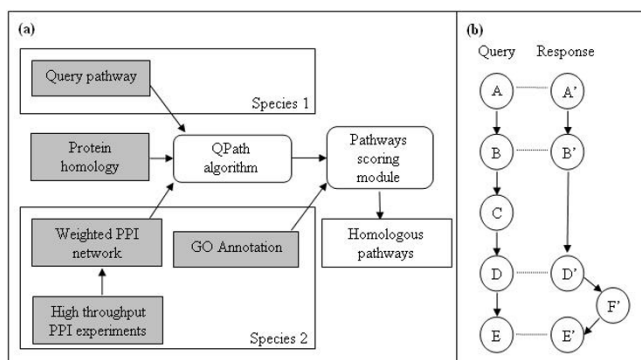 (a)
Query pathway
Species 1
Protein
homology
QPath
algorithm
Pathways
scoring
module
Weighted PPI
network
GO Annotation
Homologous
pathways
High throughput
PPI experiments
Species 2
(b)
Query Response
A A'
B B'
C
D D'
F'
E E'